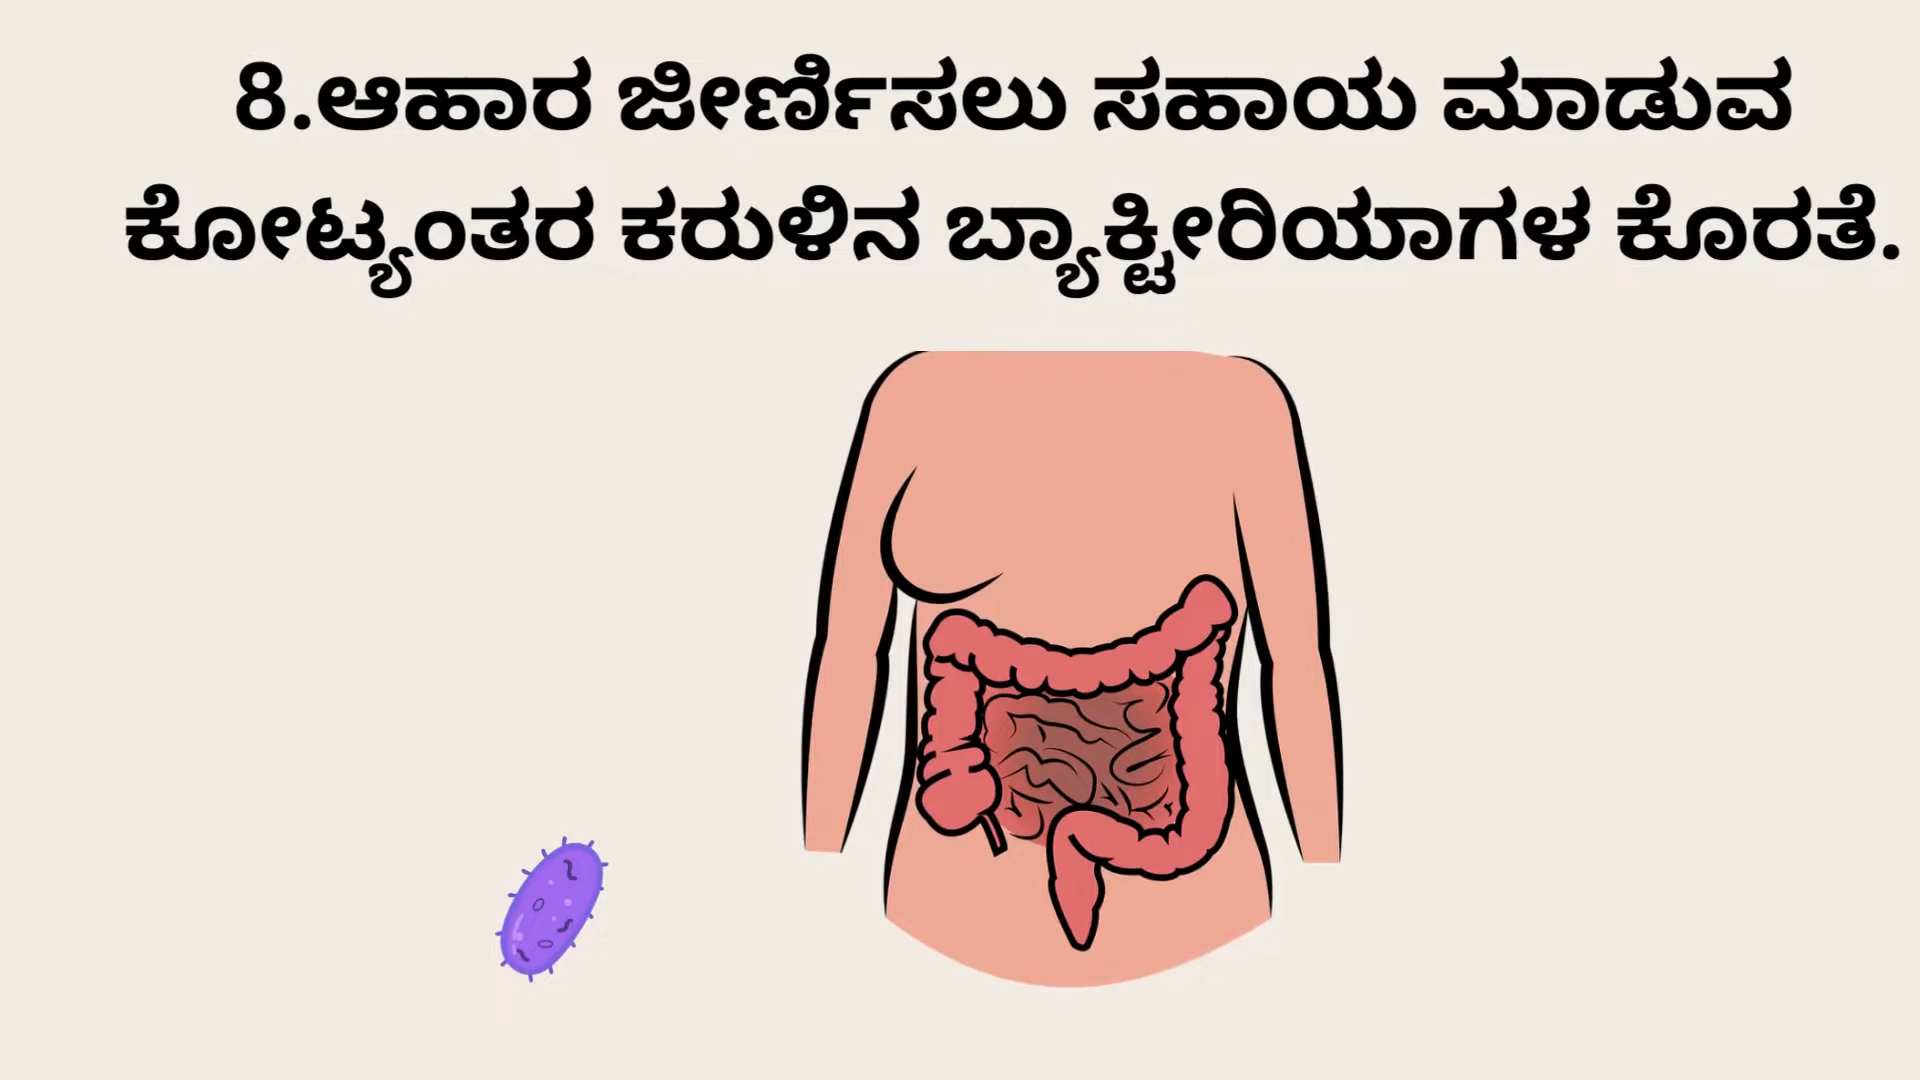 8.ಆಹಾರ ಜೀರ್ಣಿಸಲು ಸಹಾಯ ಮಾಡುವ
ಕೋಟ್ಯಂತರ ಕರುಳಿನ ಬ್ಯಾಕ್ಟೀರಿಯಾಗಳ ಕೊರತೆ.